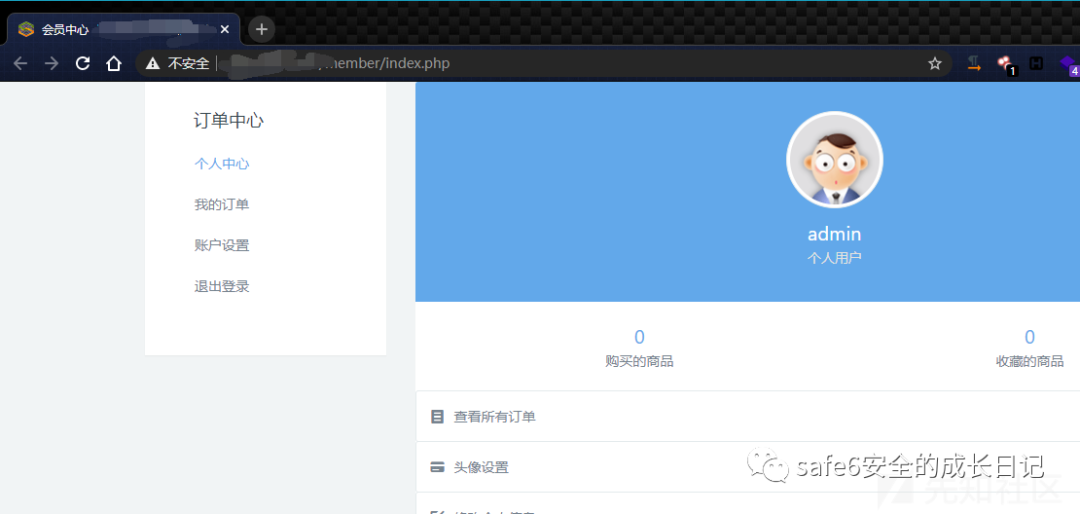 会员中心
不安全
member/index.php
1
4
订单中心
个人中心
我的订单
账户设置
退出登录
admin
个人用户
0
购买的商品
0
收藏的商品
查看所有订单
头像设置
safe6安全的成长日记
先知社区